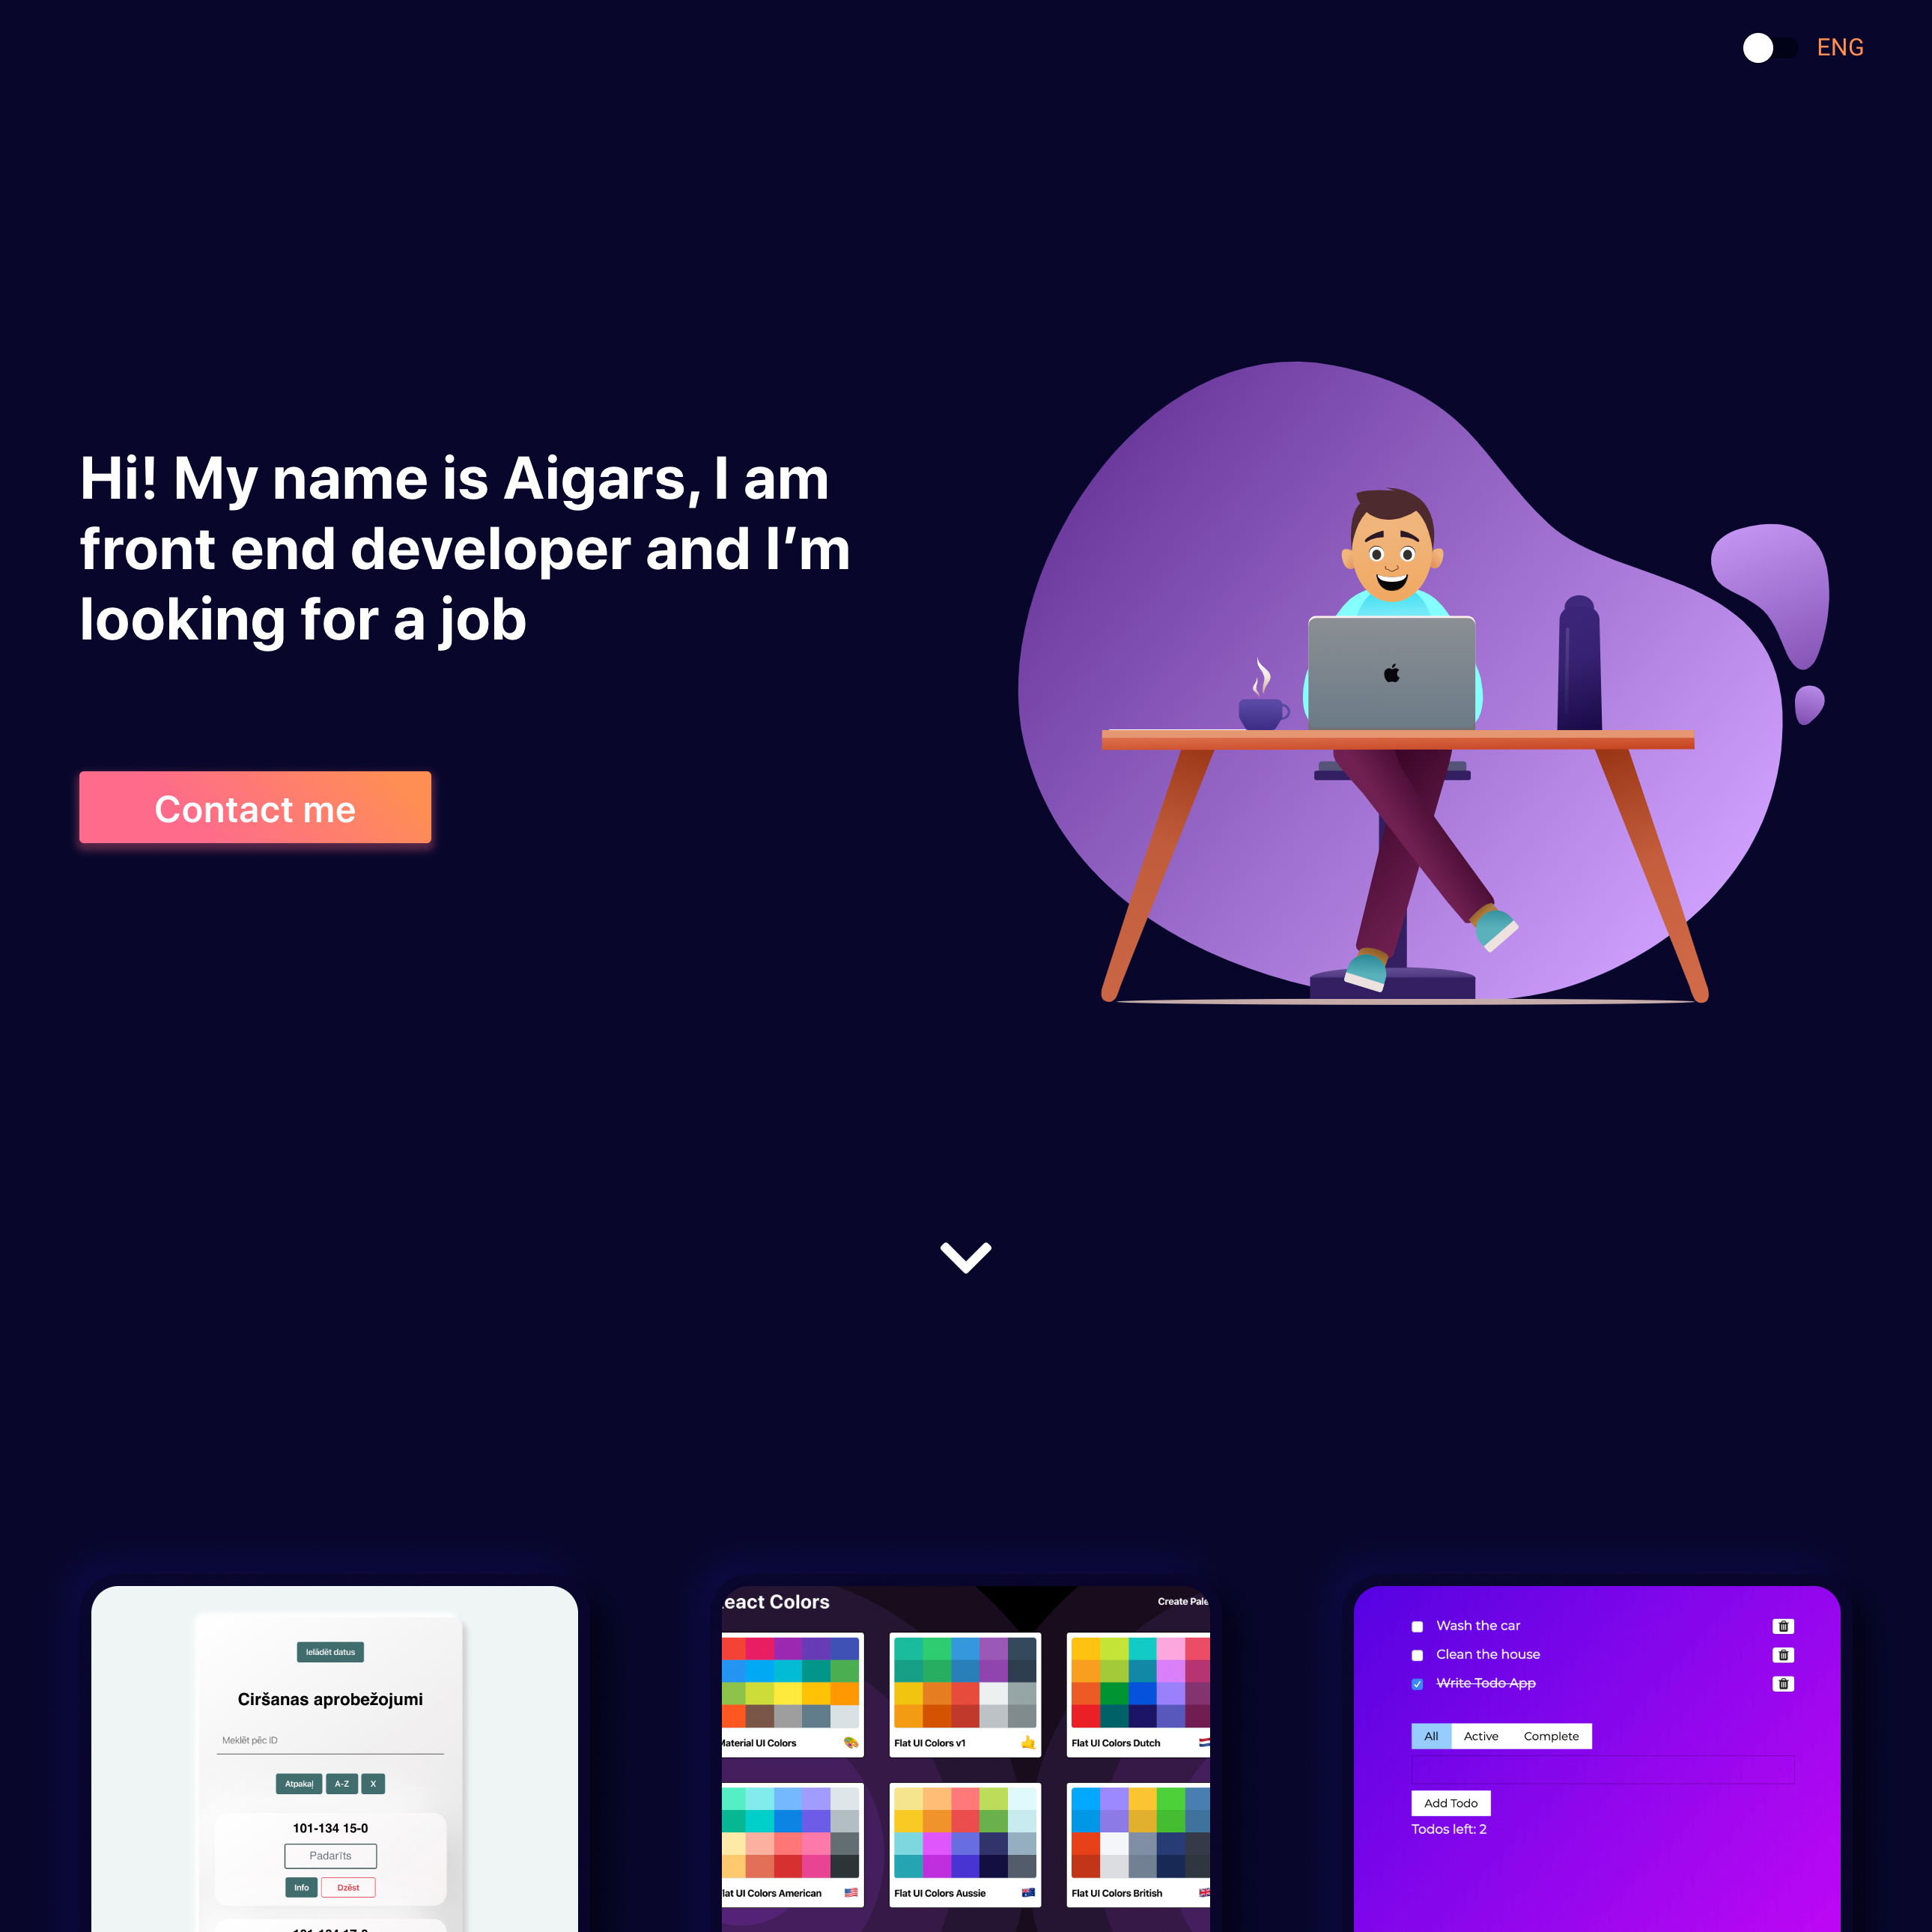 ENG
Hi! My name is Aigars, I am
front end developer and I’m
looking for a job
Contact me
Ielādēt datus
Ciršanas aprobežojumi
Meklēt pēc ID
Atpakaļ A-Z X
101-134 15-0
Padarīts
Info Dzēst
React Colors
Create Pale
Material UI Colors
Flat UI Colors v1
Flat UI Colors Dutch
Flat UI Colors American
Flat UI Colors Aussie
Flat UI Colors British
Wash the car
Clean the house
Write Todo App
All Active Complete
Add Todo
Todos left: 2